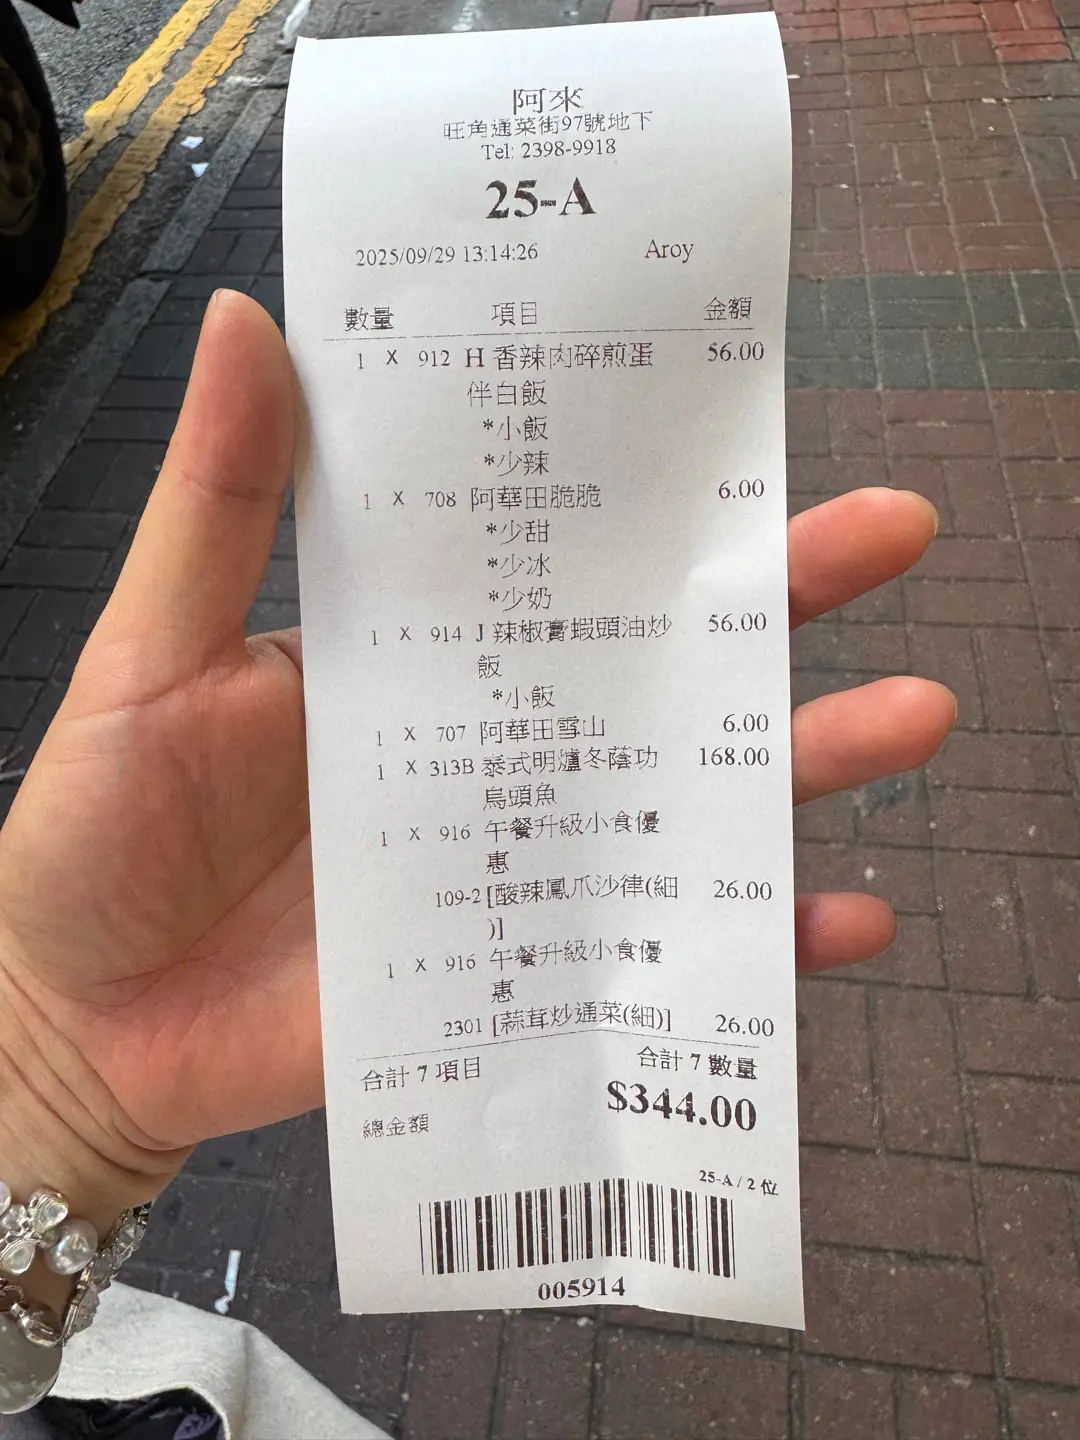 阿來
旺角通菜街97號地下
Tel: 2398-9918
25-A
2025/09/29 13:14:26 Aroy
數量 項目 金額
1 X 912 H 香辣肉碎煎蛋 56.00
伴白飯
*小飯
*少辣
1 X 708 阿華田脆脆 6.00
*少甜
*少冰
*少奶
1 X 914 J 辣椒膏蝦頭油炒 56.00
飯
*小飯
1 X 707 阿華田雪山 6.00
1 X 313B 泰式明爐冬蔭功 168.00
烏頭魚
1 X 916 午餐升級小食優
惠
109-2 [酸辣鳳爪沙律(細 26.00
)]
1 X 916 午餐升級小食優
惠
2301 [蒜茸炒通菜(細)] 26.00
合計 7 項目 合計 7 數量
總金額 $344.00
25-A / 2 位
005914